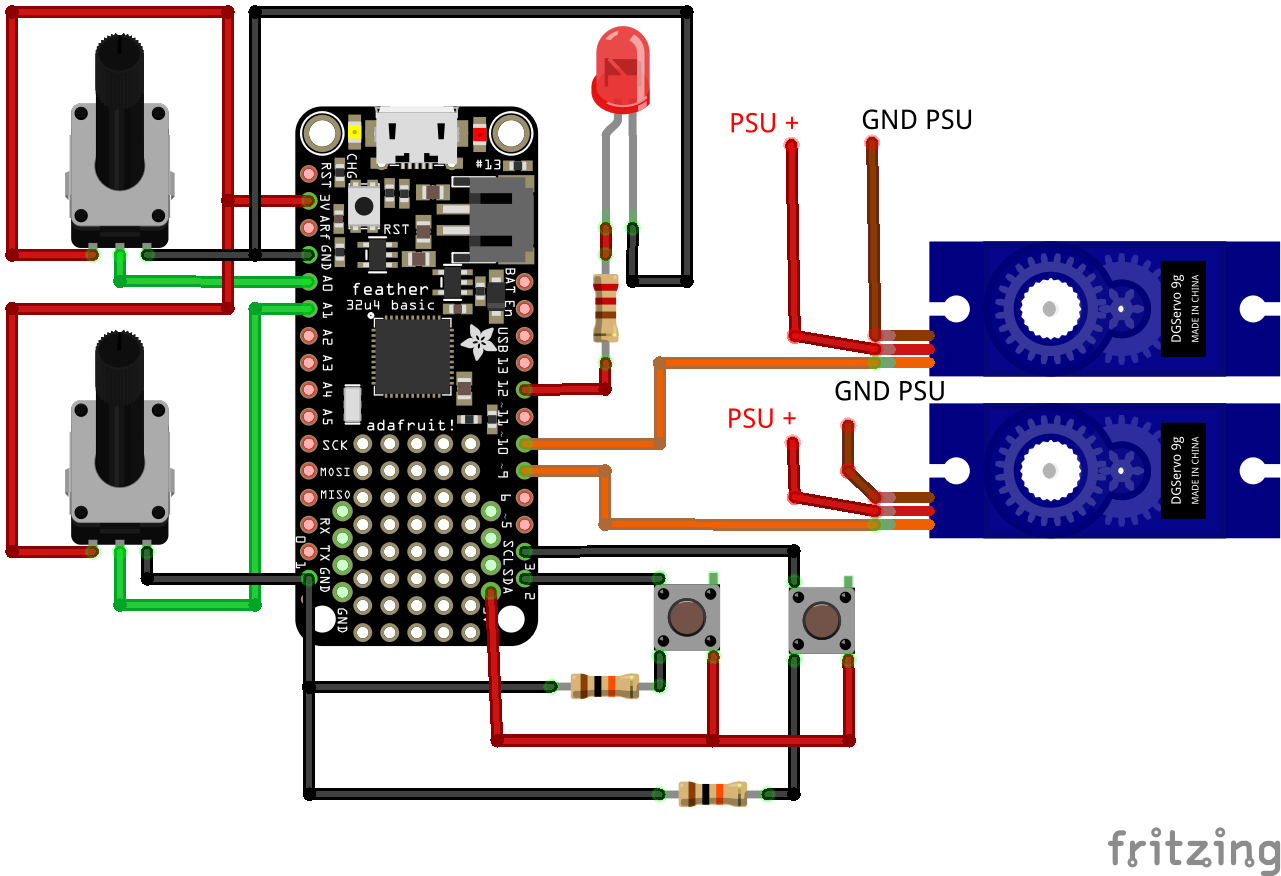 PSU +
GND PSU
CHG
#13
RST
3V
ARf
GND
A0
A1
A2
A3
A4
A5
SCK
MOSI
MISO
RX
0
TX
1
GND
GND
RST
feather
32u4 basic
adafruit!
BAT
En
USB
13
12
~11
~10
~9
6
~5
SCL
3
SDA
2
DGServo 9g
MADE IN CHINA
GND PSU
PSU +
DGServo 9g
MADE IN CHINA
fritzing